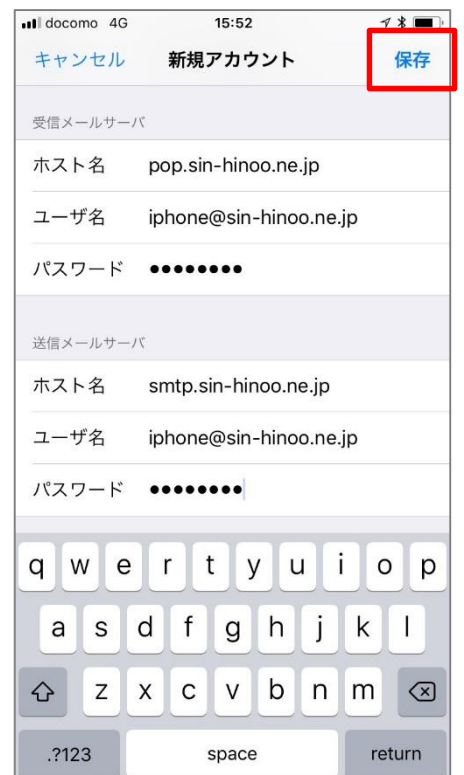 docomo 4G 15:52
キャンセル 新規アカウント 保存
受信メールサーバ
ホスト名 pop.sin-hinoo.ne.jp
ユーザ名 iphone@sin-hinoo.ne.jp
パスワード ●●●●●●●●
送信メールサーバ
ホスト名 smtp.sin-hinoo.ne.jp
ユーザ名 iphone@sin-hinoo.ne.jp
パスワード ●●●●●●●●
q w e r t y u i o p
a s d f g h j k l
z x c v b n m
.?123 space return